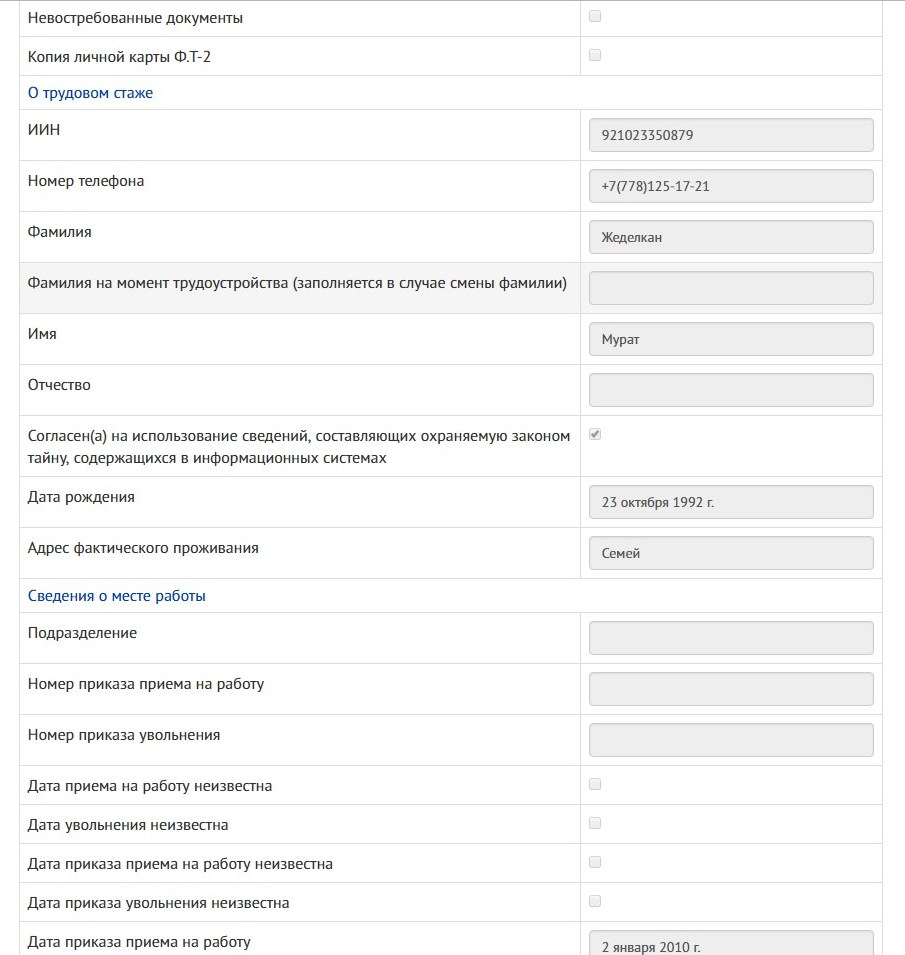 Невостребованные документы
Копия личной карты Ф.Т-2
О трудовом стаже
ИИН
921023350879
Номер телефона
+7(778)125-17-21
Фамилия
Жеделкан
Фамилия на момент трудоустройства (заполняется в случае смены фамилии)
Имя
Мурат
Отчество
Согласен(а) на использование сведений, составляющих охраняемую законом
тайну, содержащихся в информационных системах
Дата рождения
23 октября 1992 г.
Адрес фактического проживания
Семей
Сведения о месте работы
Подразделение
Номер приказа приема на работу
Номер приказа увольнения
Дата приема на работу неизвестна
Дата увольнения неизвестна
Дата приказа приема на работу неизвестна
Дата приказа увольнения неизвестна
Дата приказа приема на работу
2 января 2010 г.